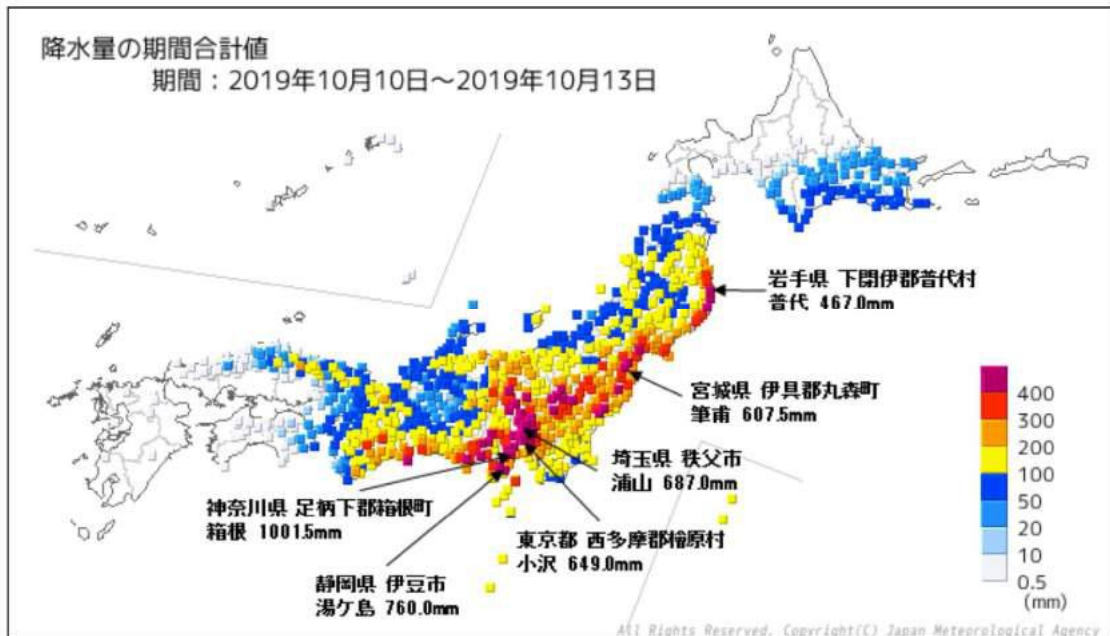 降水量の期間合計値
期間：2019年10月10日～2019年10月13日
岩手県 下閉伊郡普代村
普代 467.0mm
宮城県 伊具郡丸森町
筆甫 607.5mm
埼玉県 秩父市
浦山 687.0mm
神奈川県 足柄下郡箱根町
箱根 1001.5mm
東京都 西多摩郡檜原村
小沢 649.0mm
静岡県 伊豆市
湯ケ島 760.0mm
400
300
200
100
50
20
10
0.5
(mm)
All Rights Reserved. Copyright(C) Japan Meteorological Agency